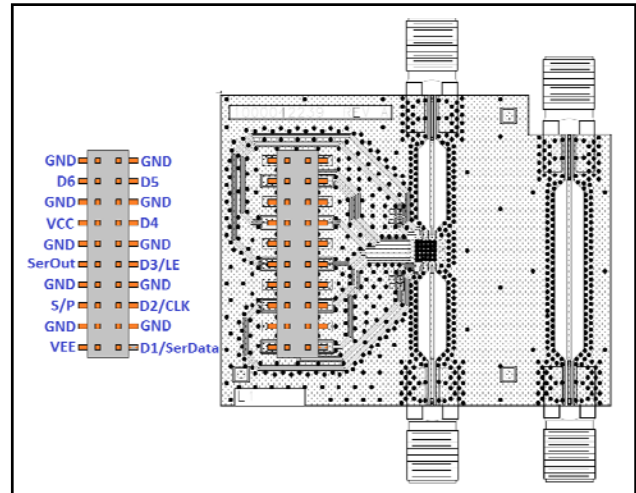 GND GND
D6 D5
GND GND
VCC D4
GND GND
SerOut D3/LE
GND GND
S/P D2/CLK
GND GND
VEE D1/SerData